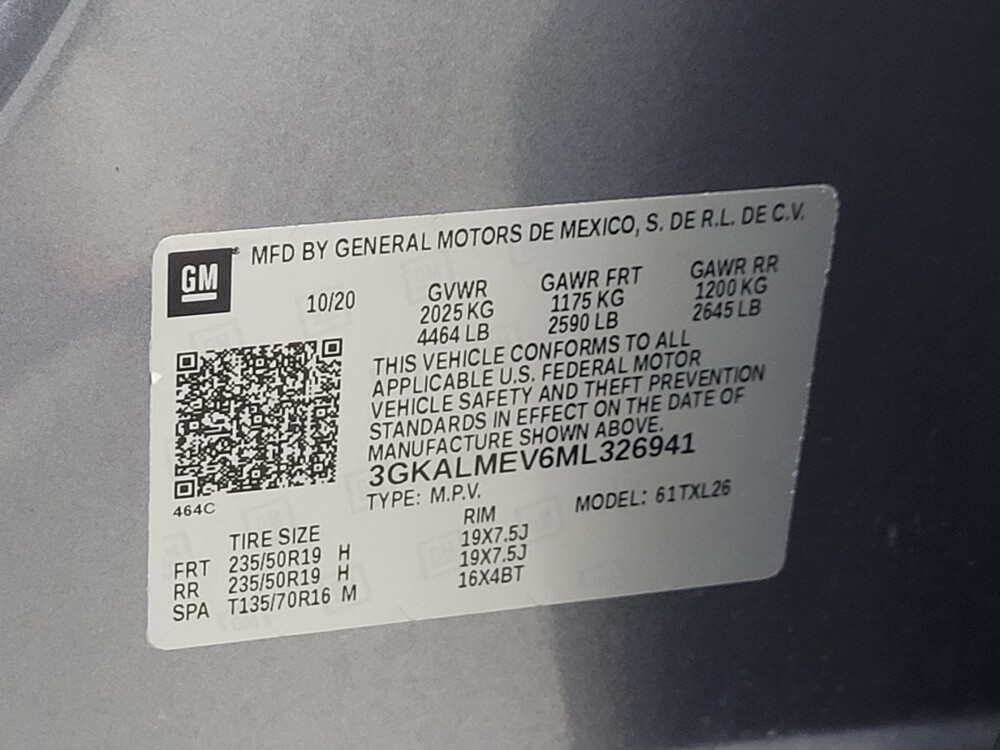 GM MFD BY GENERAL MOTORS DE MEXICO, S. DE R.L. DE C.V.
10/20 GVWR GAWR FRT GAWR RR
2025 KG 1175 KG 1200 KG
4464 LB 2590 LB 2645 LB
THIS VEHICLE CONFORMS TO ALL
APPLICABLE U.S. FEDERAL MOTOR
VEHICLE SAFETY AND THEFT PREVENTION
STANDARDS IN EFFECT ON THE DATE OF
MANUFACTURE SHOWN ABOVE.
3GKALMEV6ML326941
TYPE: M.P.V. MODEL: 61TXL26
464C
TIRE SIZE RIM
FRT 235/50R19 H 19X7.5J
RR 235/50R19 H 19X7.5J
SPA T135/70R16 M 16X4BT